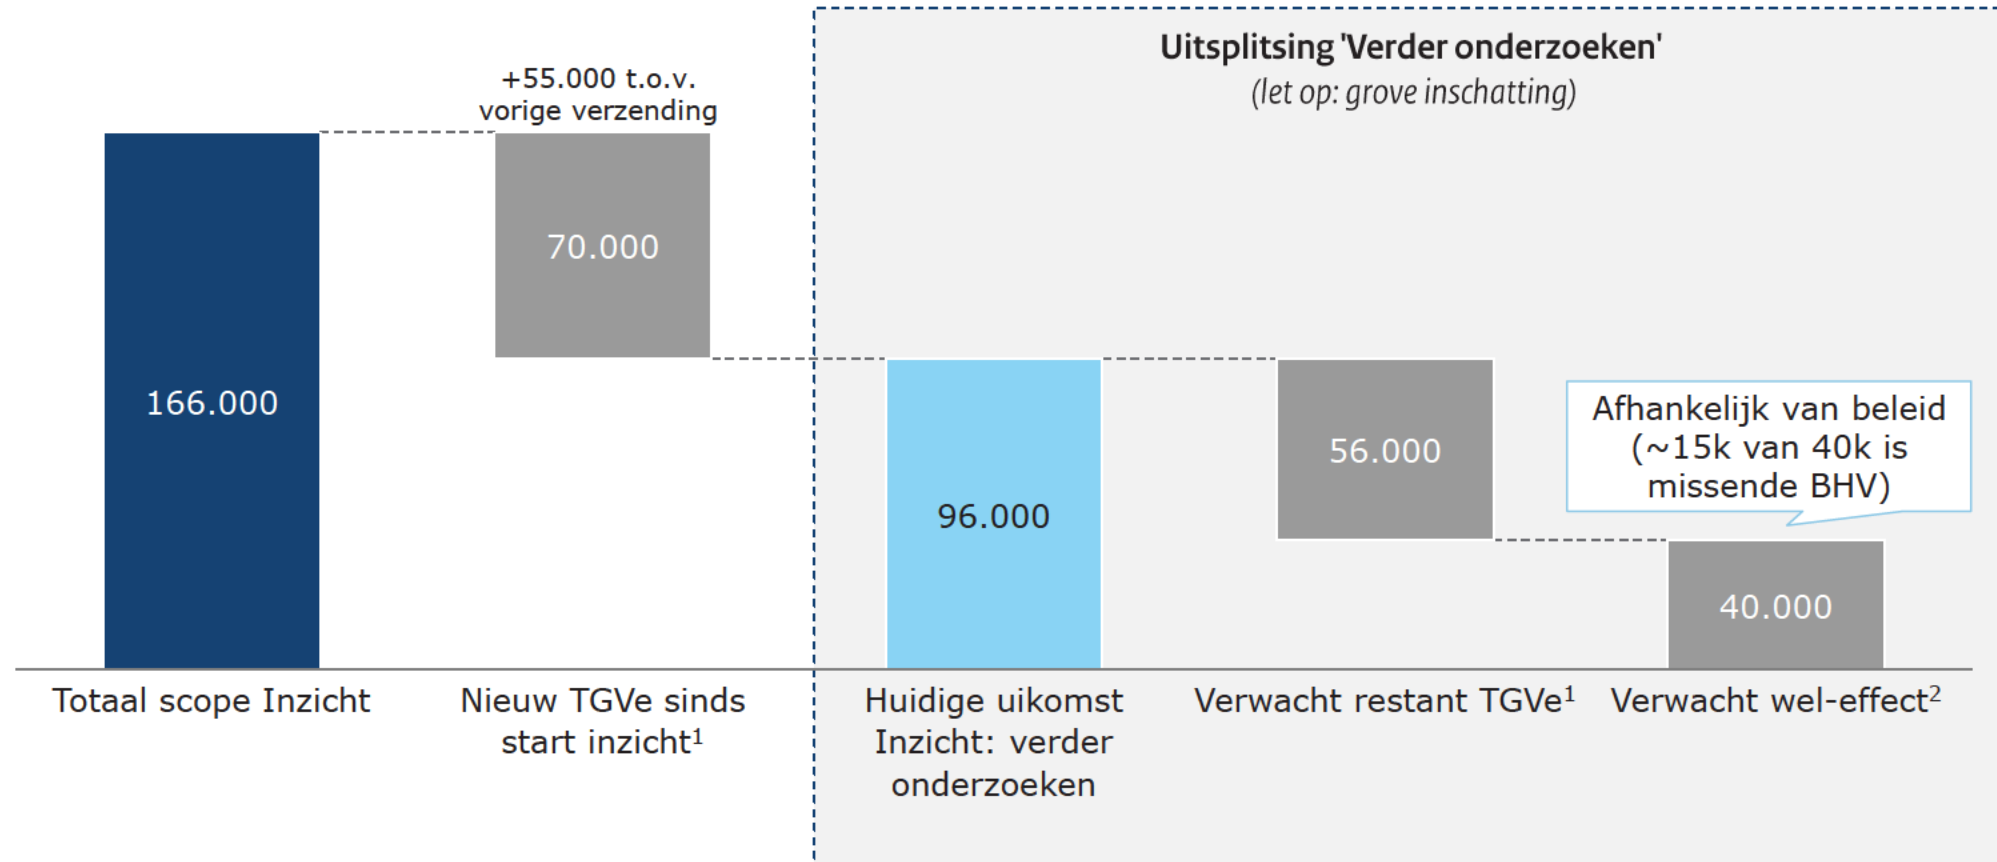 Uitsplitsing 'Verder onderzoeken'
(let op: grove inschatting)
+55.000 t.o.v.
vorige verzending
166.000
70.000
96.000
56.000
40.000
Afhankelijk van beleid
(~15k van 40k is
missende BHV)
Totaal scope Inzicht
Nieuw TGVe sinds
start inzicht¹
Huidige uikomst
Inzicht: verder
onderzoeken
Verwacht restant TGVe¹
Verwacht wel-effect²